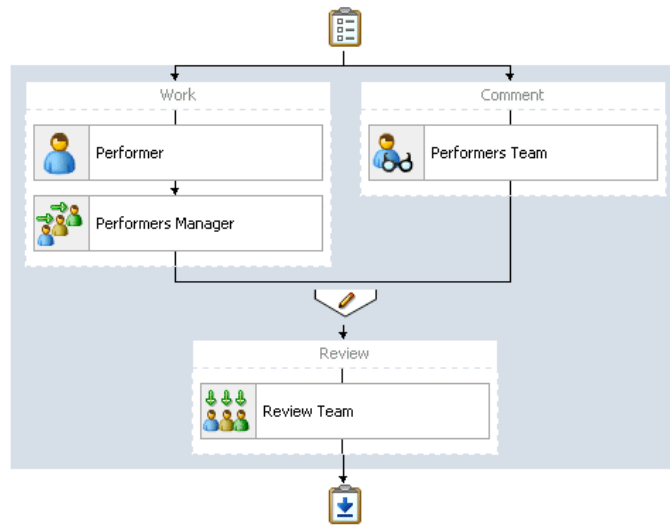 Work
Comment
Performer
Performers Team
Performers Manager
Review
Review Team